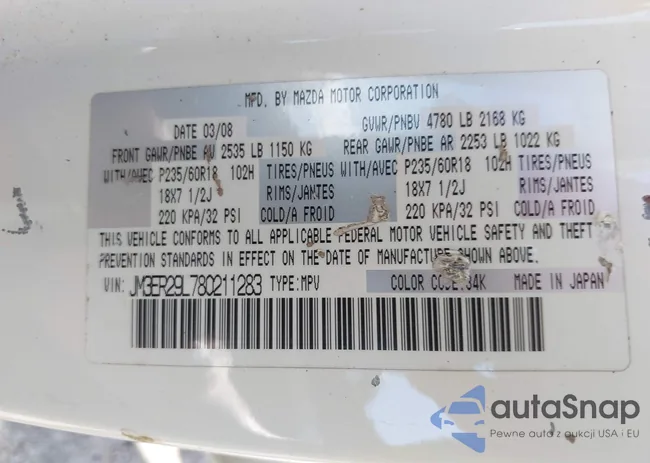 MFD. BY MAZDA MOTOR CORPORATION
DATE 03/08 GVWR/PNBV 4780 LB 2168 KG
FRONT GAWR/PNBE AV 2535 LB 1150 KG REAR GAWR/PNBE AR 2253 LB 1022 KG
WITH/AVEC P235/60R18 102H TIRES/PNEUS WITH/AVEC P235/60R18 102H TIRES/PNEUS
18X7 1/2J RIMS/JANTES 18X7 1/2J RIMS/JANTES
220 KPA/32 PSI COLD/A FROID 220 KPA/32 PSI COLD/A FROID
THIS VEHICLE CONFORMS TO ALL APPLICABLE FEDERAL MOTOR VEHICLE SAFETY AND THEFT
PREVENTION STANDARDS IN EFFECT ON THE DATE OF MANUFACTURE SHOWN ABOVE.
VIN: JM3ER29L780211283 TYPE:MPV COLOR CODE:34K MADE IN JAPAN
autaSnap
Pewne auta z aukcji USA i EU